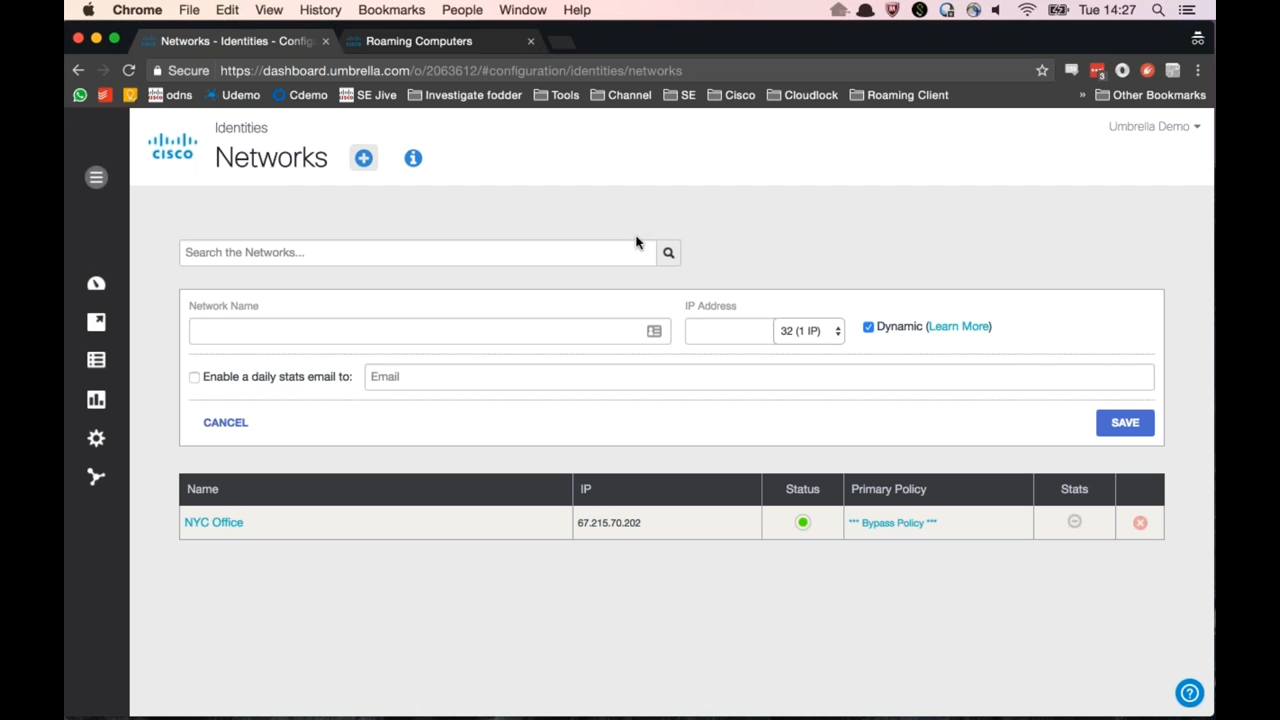 Chrome File Edit View History Bookmarks People Window Help Tue 14:27
Networks - Identities - Config Roaming Computers
Secure https://dashboard.umbrella.com/o/2063612/#configuration/identities/networks 3
odns Udemo Cdemo SE Jive Investigate fodder Tools Channel SE Cisco Cloudlock Roaming Client » Other Bookmarks
CISCO
Identities
Umbrella Demo
Networks
Search the Networks...
Network Name IP Address
32 (1 IP) Dynamic (Learn More)
Enable a daily stats email to: Email
CANCEL SAVE
Name IP Status Primary Policy Stats
NYC Office 67.215.70.202 *** Bypass Policy ***